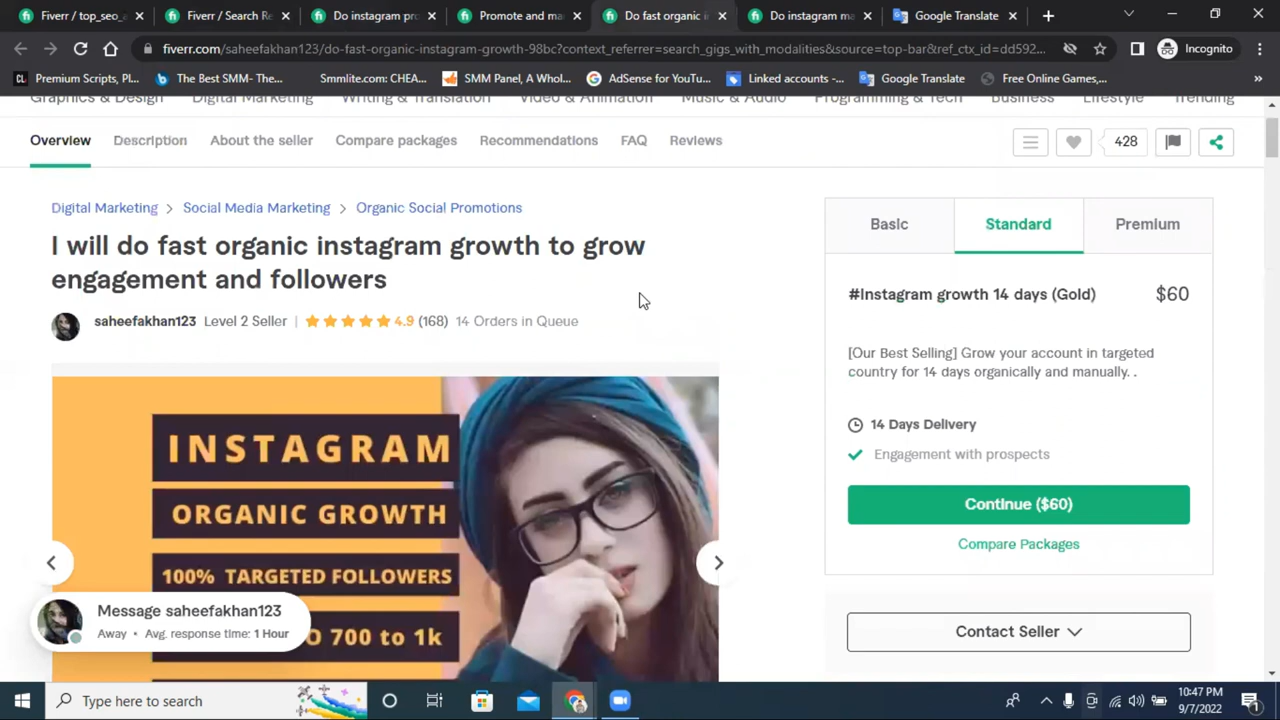 Fiverr / top_seo_
Fiverr / Search Re
Do instagram pro
Promote and ma
Do fast organic i
Do instagram ma
Google Translate
fiverr.com/saheefakhan123/do-fast-organic-instagram-growth-98bc?context_referrer=search_gigs_with_modalities&source=top-bar&ref_ctx_id=dd592...
Incognito
CL Premium Scripts, Pl...
The Best SMM- The...
Smmlite.com: CHEA...
SMM Panel, A Whol...
AdSense for YouTu...
Linked accounts -...
Google Translate
Free Online Games,...
»
Graphics & Design
Digital Marketing
Writing & Translation
Video & Animation
Music & Audio
Programming & Tech
Business
Lifestyle
Trending
Overview
Description
About the seller
Compare packages
Recommendations
FAQ
Reviews
428
Digital Marketing > Social Media Marketing > Organic Social Promotions
I will do fast organic instagram growth to grow
engagement and followers
saheefakhan123 Level 2 Seller | 4.9 (168) 14 Orders in Queue
INSTAGRAM
ORGANIC GROWTH
100% TARGETED FOLLOWERS
O 700 to 1k
Message saheefakhan123
Away • Avg. response time: 1 Hour
Basic
Standard
Premium
#Instagram growth 14 days (Gold) $60
[Our Best Selling] Grow your account in targeted
country for 14 days organically and manually. .
14 Days Delivery
Engagement with prospects
Continue ($60)
Compare Packages
Contact Seller
Type here to search
10:47 PM
9/7/2022
1